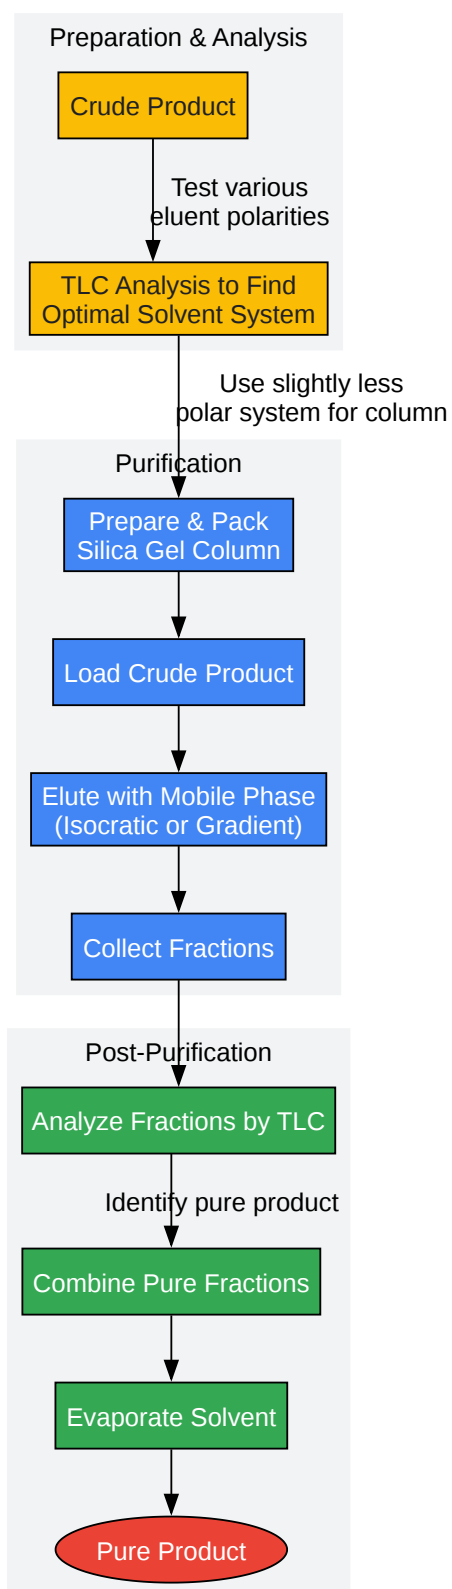 Preparation & Analysis
Crude Product
Test various
eluent polarities
TLC Analysis to Find
Optimal Solvent System
Use slightly less
polar system for column
Purification
Prepare & Pack
Silica Gel Column
Load Crude Product
Elute with Mobile Phase
(Isocratic or Gradient)
Collect Fractions
Post-Purification
Analyze Fractions by TLC
Identify pure product
Combine Pure Fractions
Evaporate Solvent
Pure Product